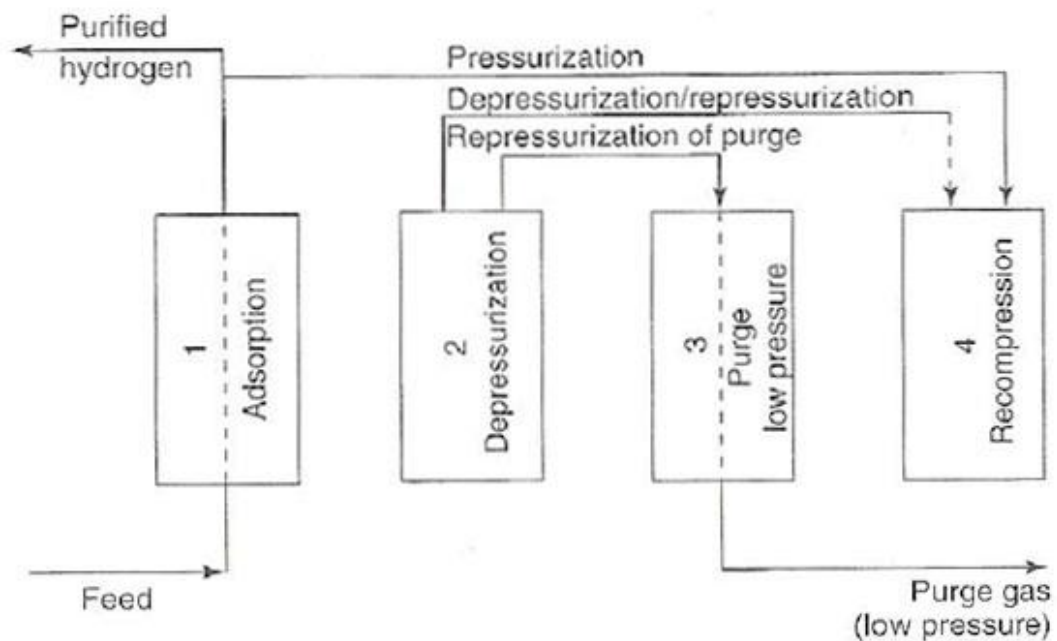 Purified
hydrogen
Pressurization
Depressurization/repressurization
Repressurization of purge
1
Adsorption
2
Depressurization
3
Purge
low pressure
4
Recompression
Feed
Purge gas
(low pressure)